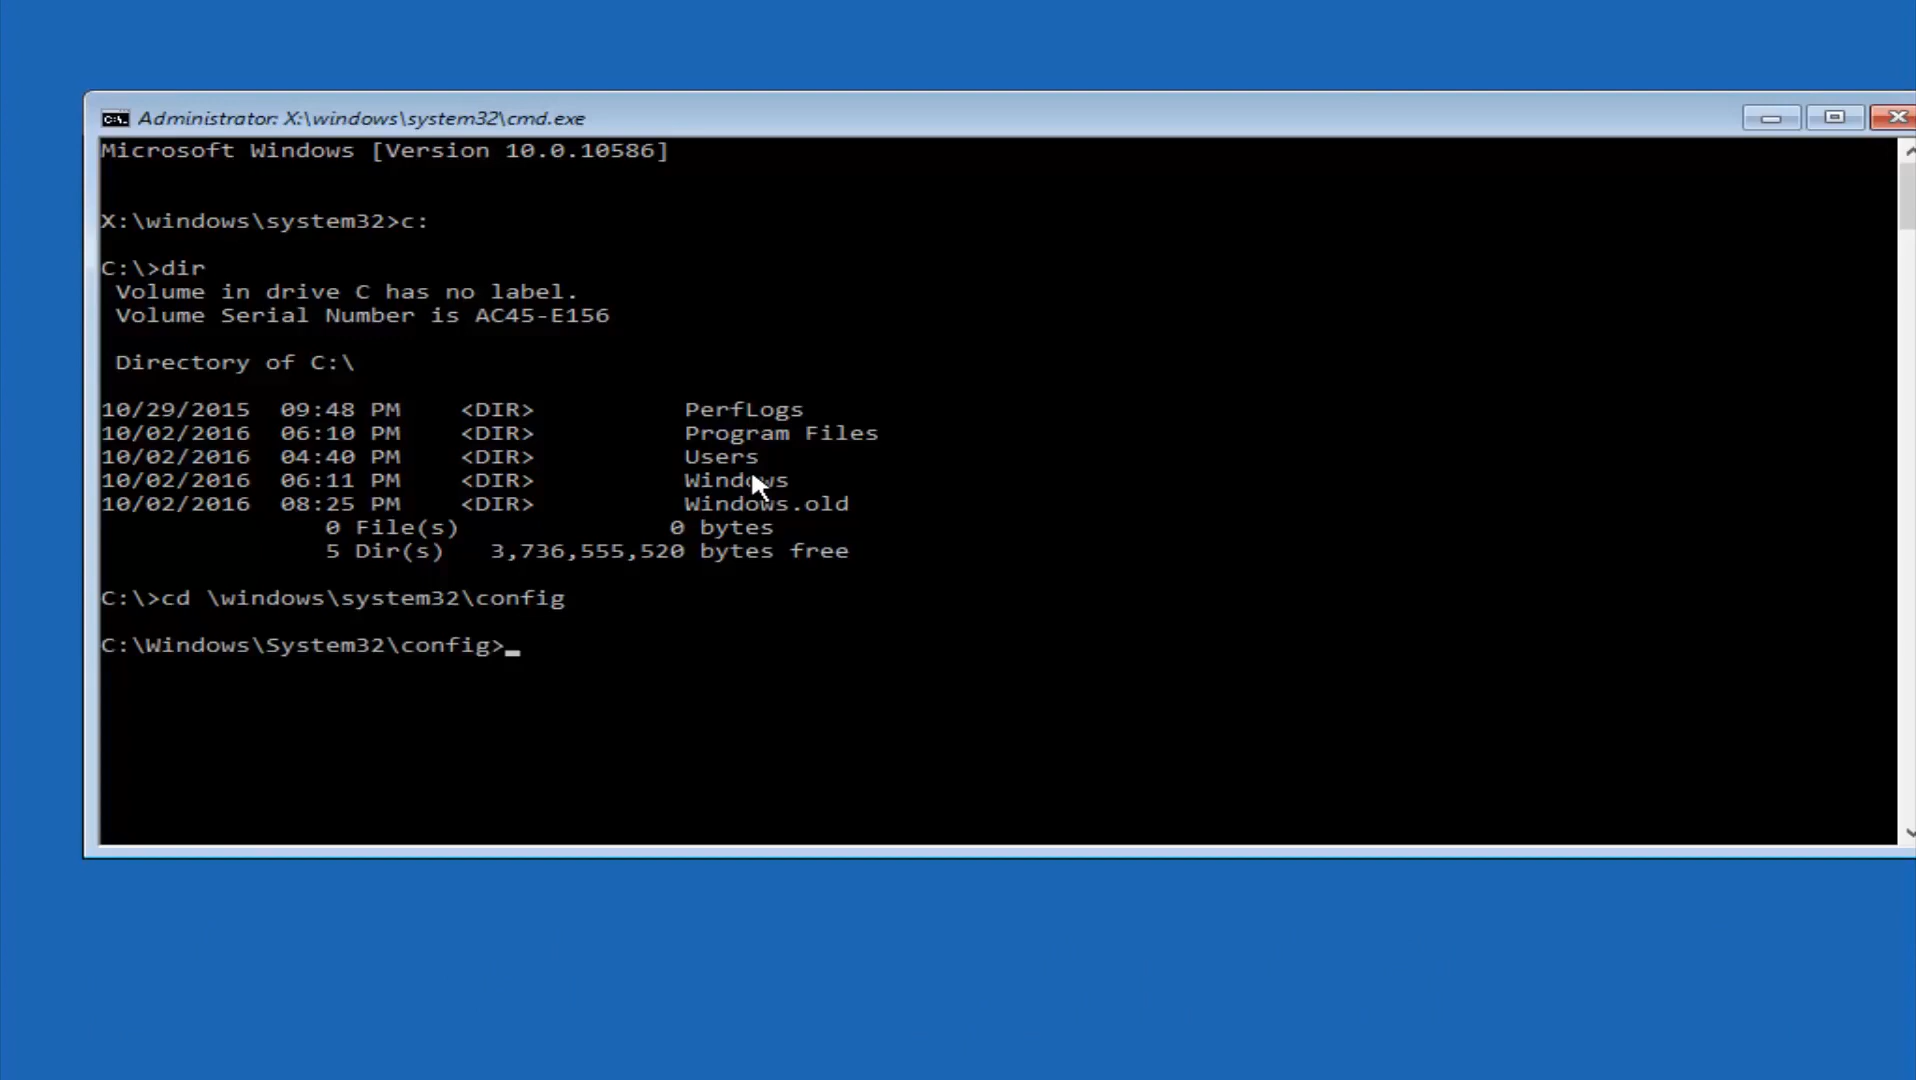 Administrator: X:\windows\system32\cmd.exe
Microsoft Windows [Version 10.0.10586]
X:\windows\system32>c:
C:\>dir
Volume in drive C has no label.
Volume Serial Number is AC45-E156
Directory of C:\
10/29/2015 09:48 PM <DIR> PerfLogs
10/02/2016 06:10 PM <DIR> Program Files
10/02/2016 04:40 PM <DIR> Users
10/02/2016 06:11 PM <DIR> Windows
10/02/2016 08:25 PM <DIR> Windows.old
0 File(s) 0 bytes
5 Dir(s) 3,736,555,520 bytes free
C:\>cd \windows\system32\config
C:\Windows\System32\config>_